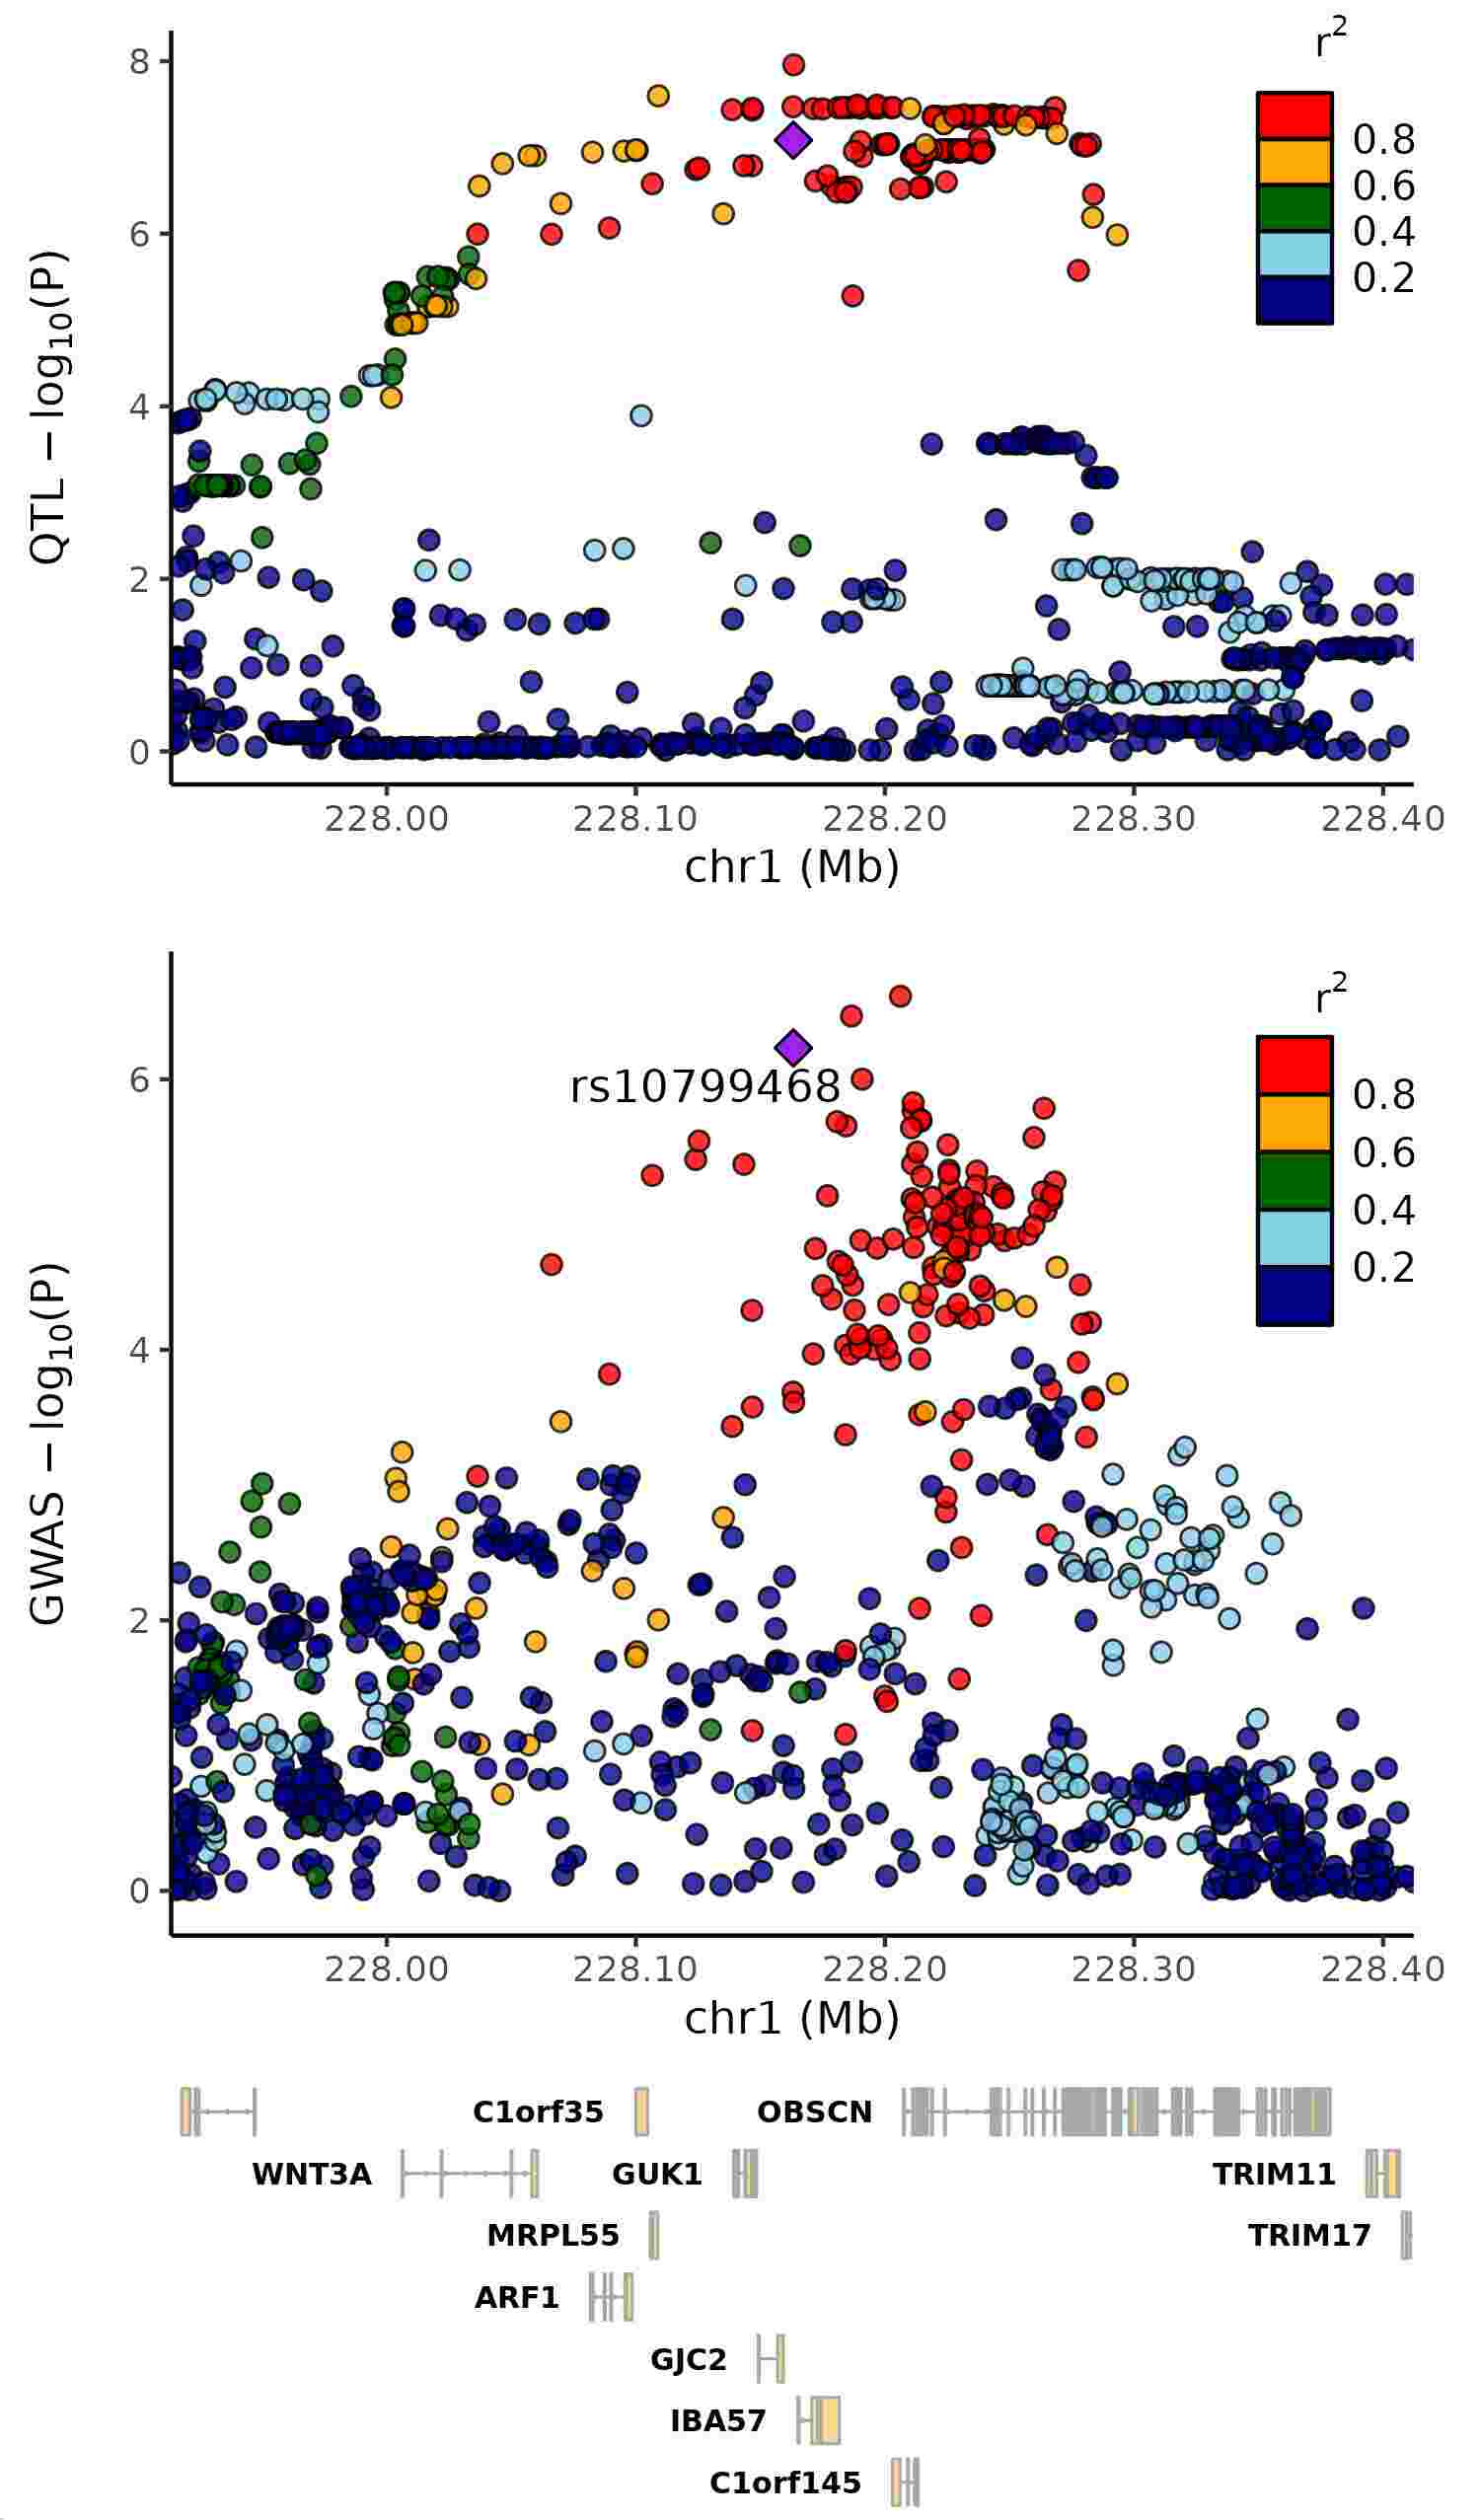 r²
8
6
4
2
0
0.8
0.6
0.4
0.2
QTL −log₁₀(P)
228.00 228.10 228.20 228.30 228.40
chr1 (Mb)
r²
6
4
2
0
0.8
0.6
0.4
0.2
rs10799468
GWAS −log₁₀(P)
228.00 228.10 228.20 228.30 228.40
chr1 (Mb)
C1orf35 OBSCN
WNT3A GUK1 TRIM11
MRPL55 TRIM17
ARF1
GJC2
IBA57
C1orf145